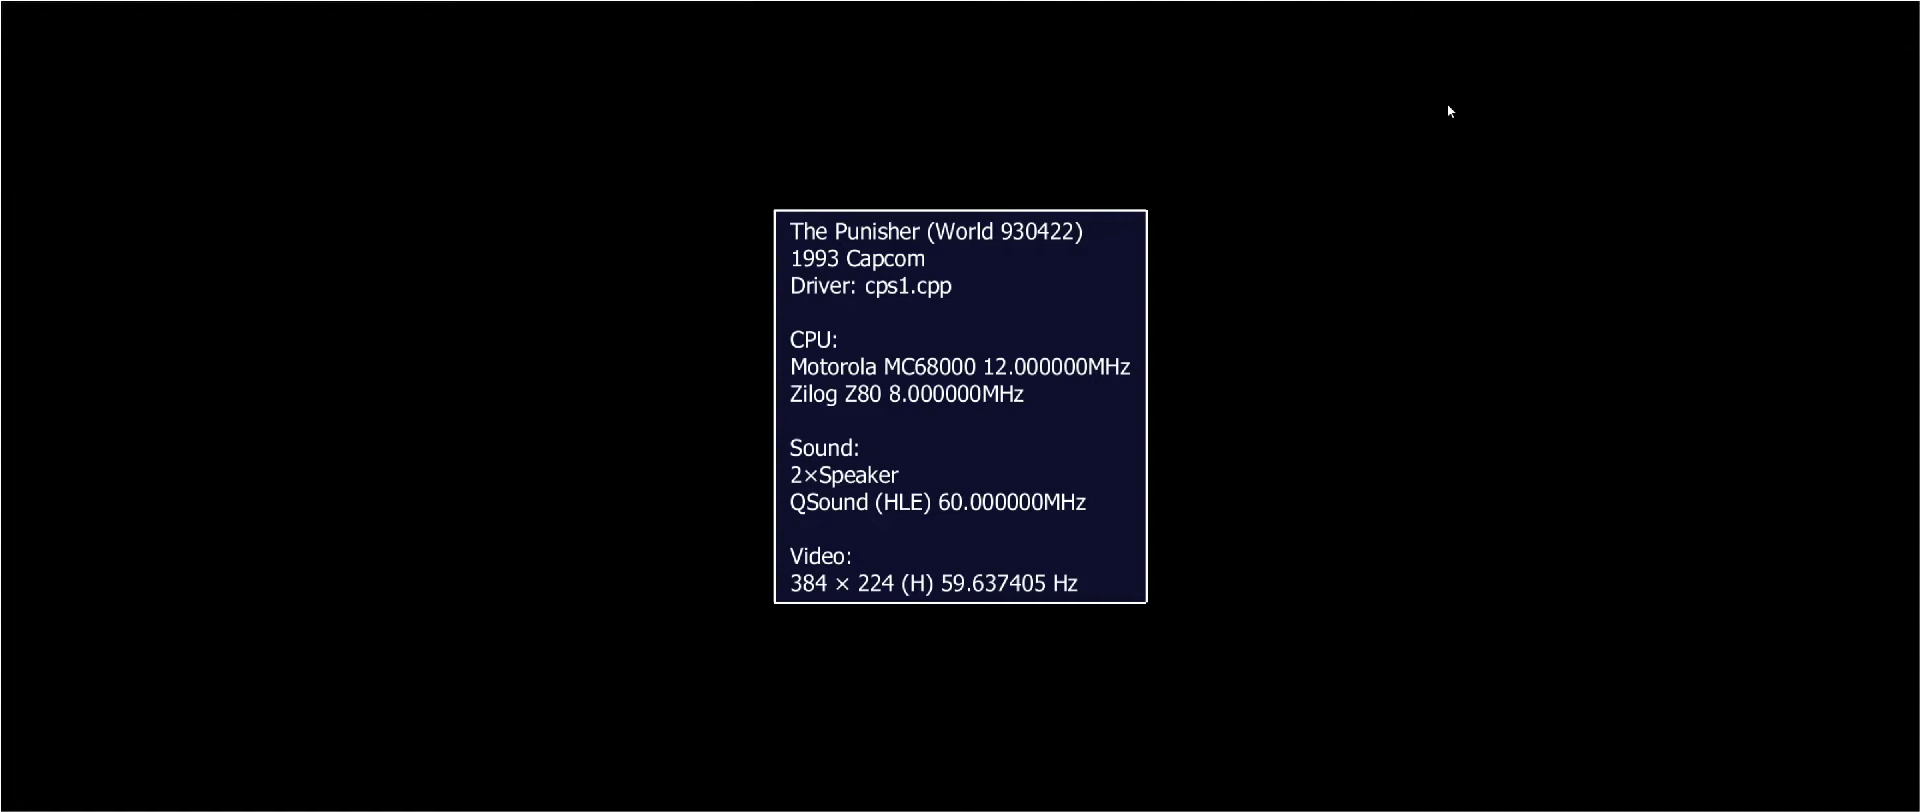 The Punisher (World 930422)
1993 Capcom
Driver: cps1.cpp
CPU:
Motorola MC68000 12.000000MHz
Zilog Z80 8.000000MHz
Sound:
2×Speaker
QSound (HLE) 60.000000MHz
Video:
384 × 224 (H) 59.637405 Hz